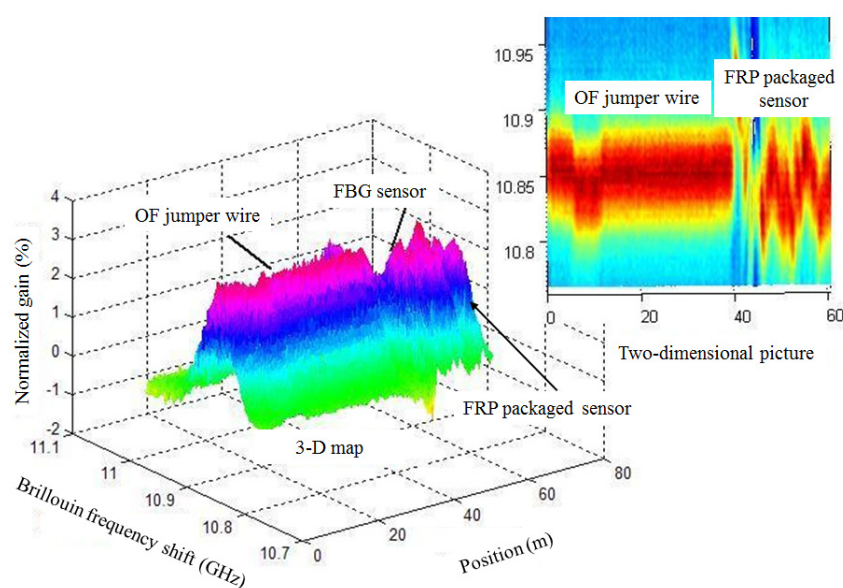 10.95
10.9
10.85
10.8
OF jumper wire
FRP packaged
sensor
0
20
40
60
Two-dimensional picture
4
3
2
1
0
-1
-2
Normalized gain (%)
OF jumper wire
FBG sensor
FRP packaged sensor
3-D map
11.1
11
10.9
10.8
10.7
Brillouin frequency shift (GHz)
0
20
40
60
80
Position (m)